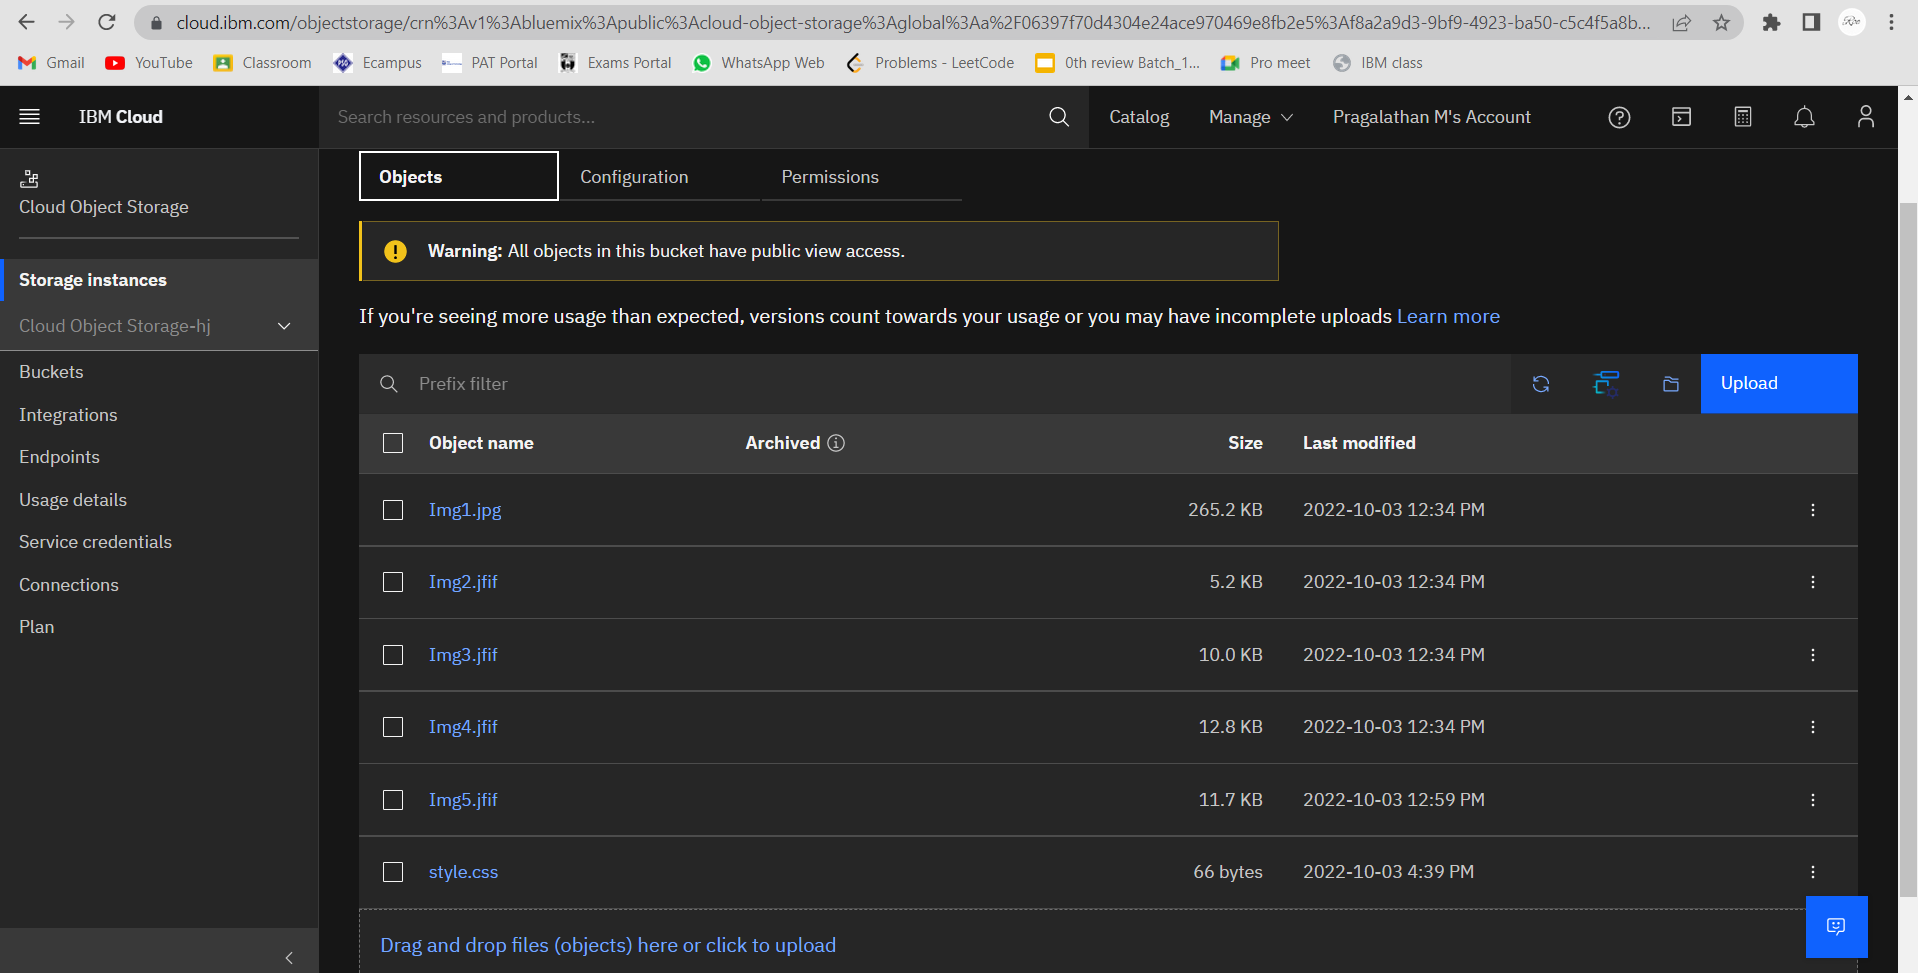 cloud.ibm.com/objectstorage/crn%3Av1%3Abluemix%3Apublic%3Acloud-object-storage%3Aglobal%3Aa%2F06397f70d4304e24ace970469e8fb2e5%3Af8a2a9d3-9bf9-4923-ba50-c5c4f5a8b...
Gmail YouTube Classroom Ecampus PAT Portal Exams Portal WhatsApp Web Problems - LeetCode 0th review Batch_1... Pro meet IBM class
IBM Cloud Search resources and products... Catalog Manage Pragalathan M's Account
Cloud Object Storage
Storage instances
Cloud Object Storage-hj
Buckets
Integrations
Endpoints
Usage details
Service credentials
Connections
Plan
Objects Configuration Permissions
Warning: All objects in this bucket have public view access.
If you're seeing more usage than expected, versions count towards your usage or you may have incomplete uploads Learn more
Prefix filter Upload
Object name Archived Size Last modified
Img1.jpg 265.2 KB 2022-10-03 12:34 PM
Img2.jfif 5.2 KB 2022-10-03 12:34 PM
Img3.jfif 10.0 KB 2022-10-03 12:34 PM
Img4.jfif 12.8 KB 2022-10-03 12:34 PM
Img5.jfif 11.7 KB 2022-10-03 12:59 PM
style.css 66 bytes 2022-10-03 4:39 PM
Drag and drop files (objects) here or click to upload